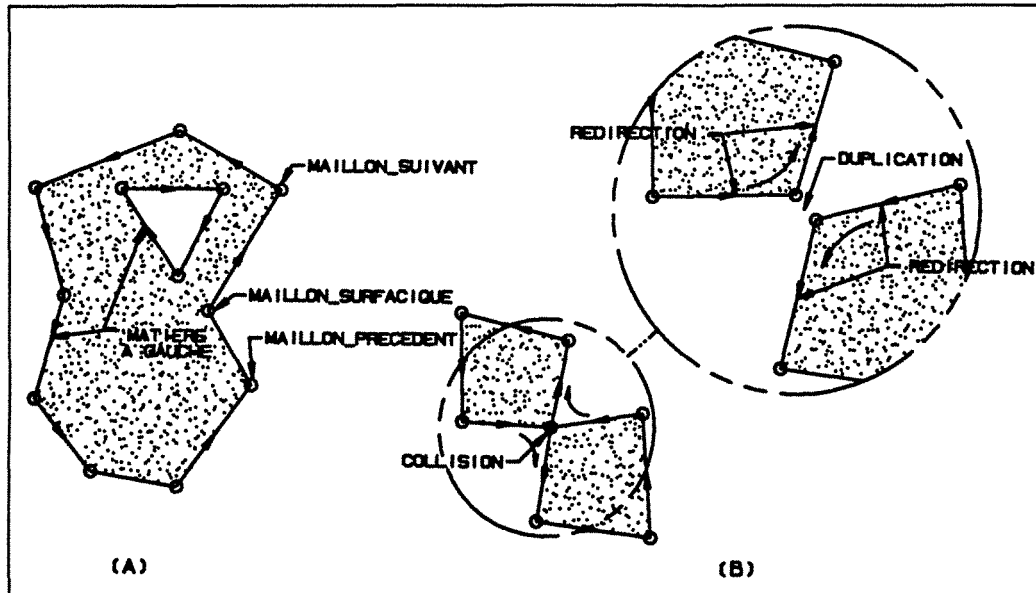 MAILLON_SUIVANT
MAILLON_SURFACIQUE
MAILLON_PRECEDENT
MATIERE
A GAUCHE
(A)
REDIRECTION
DUPLICATION
REDIRECTION
COLLISION
(B)